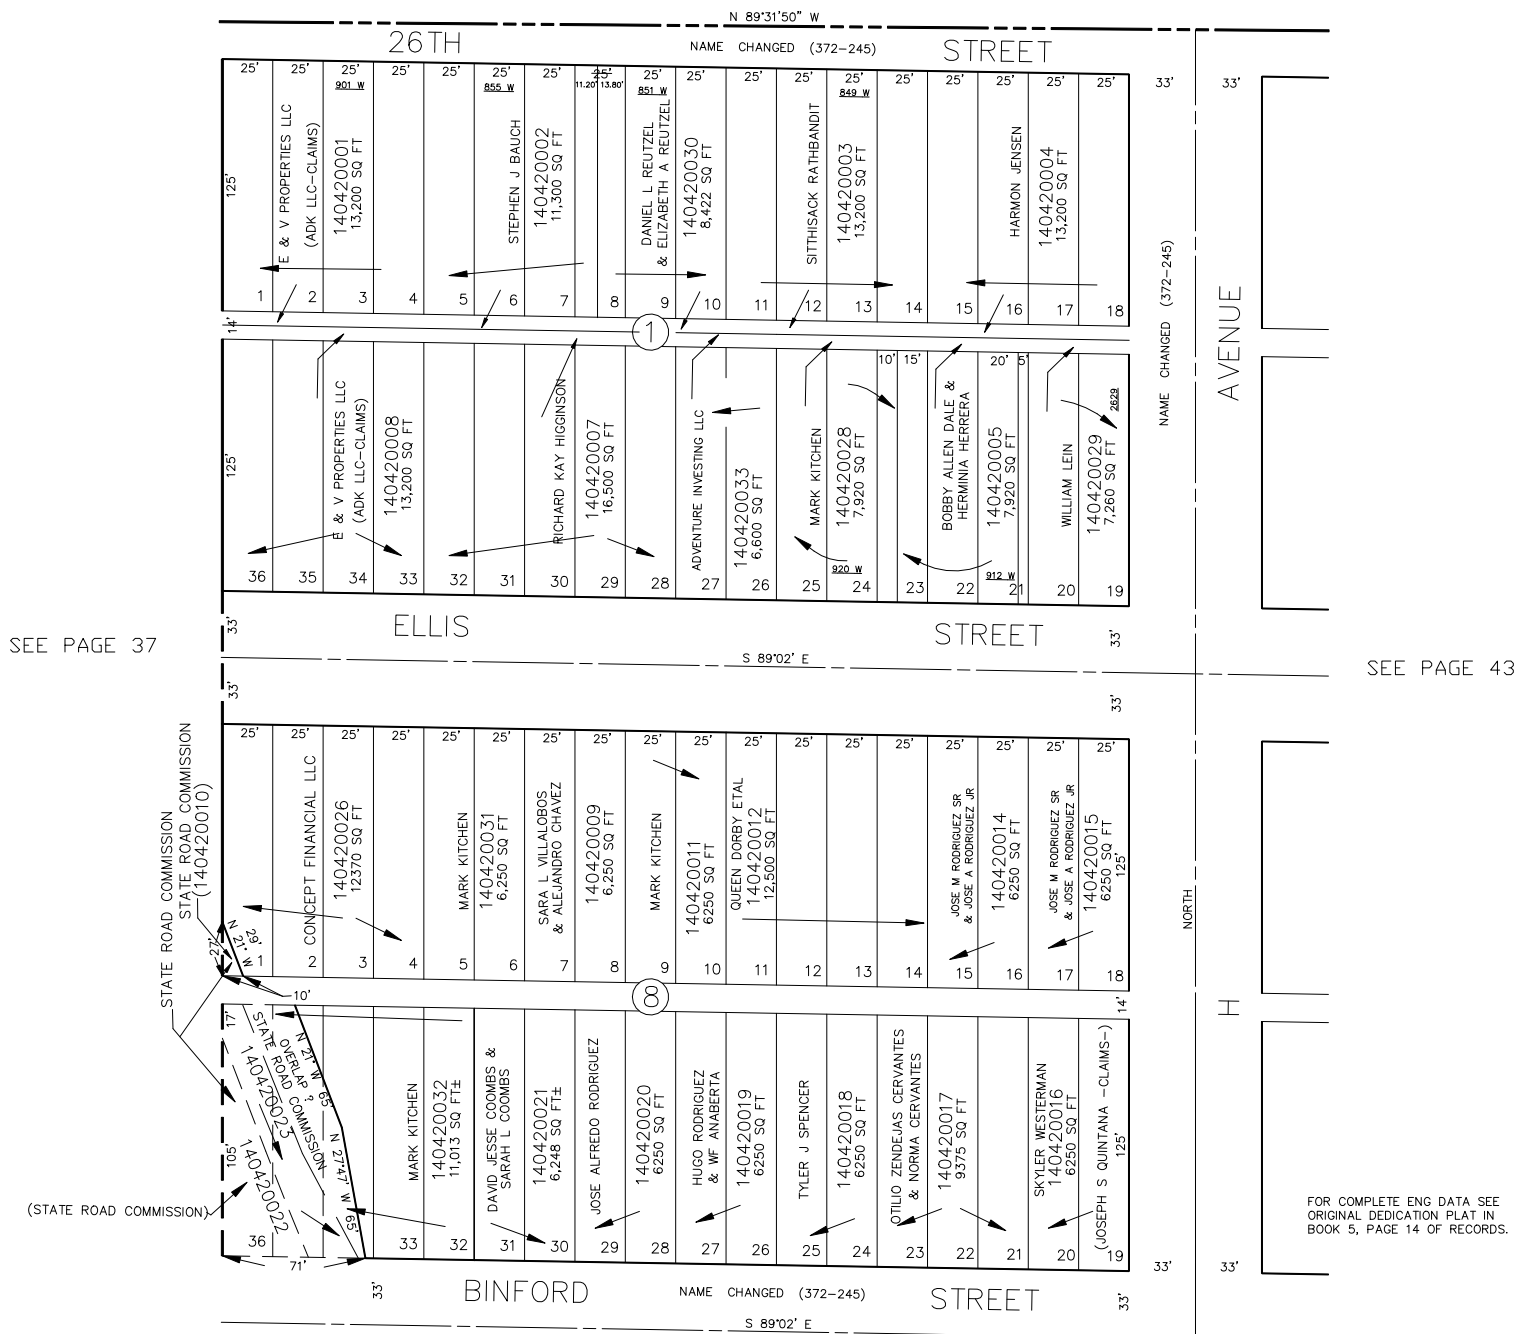 N 89°31'50" W
26TH STREET
NAME CHANGED (372-245)
25' 25' 25' 25' 25' 25' 25' 25' 25' 25' 25' 25' 25' 25' 25' 25' 25' 25'
33' 33'
901 W
855 W
11.20' 13.80'
851 W
849 W
125'
E & V PROPERTIES LLC
(ADK LLC-CLAIMS)
140420001
13,200 SQ FT
STEPHEN J BAUCH
140420002
11,300 SQ FT
DANIEL L REUTZEL
& ELIZABETH A REUTZEL
140420030
8,422 SQ FT
SITTHISACK RATHBANDIT
140420003
13,200 SQ FT
HARMON JENSEN
140420004
13,200 SQ FT
NAME CHANGED (372-245)
AVENUE
1 2 3 4 5 6 7 8 9 10 11 12 13 14 15 16 17 18
14'
1
10' 15' 20' 5'
125'
E & V PROPERTIES LLC
(ADK LLC-CLAIMS)
140420008
13,200 SQ FT
RICHARD KAY HIGGINSON
140420007
16,500 SQ FT
ADVENTURE INVESTING LLC
140420033
6,600 SQ FT
MARK KITCHEN
140420028
7,920 SQ FT
BOBBY ALLEN DALE &
HERMINIA HERRERA
140420005
7,920 SQ FT
WILLIAM LEIN
140420029
7,260 SQ FT
2629
920 W
912 W
36 35 34 33 32 31 30 29 28 27 26 25 24 23 22 21 20 19
33' 33'
ELLIS STREET
SEE PAGE 37
S 89°02' E
SEE PAGE 43
33' 33'
25' 25' 25' 25' 25' 25' 25' 25' 25' 25' 25' 25' 25' 25' 25' 25' 25' 25'
STATE ROAD COMMISSION
STATE ROAD COMMISSION
(140420010)
CONCEPT FINANCIAL LLC
140420026
12370 SQ FT
MARK KITCHEN
140420031
6,250 SQ FT
SARA L VILLALOBOS
& ALEJANDRO CHAVEZ
140420009
6,250 SQ FT
MARK KITCHEN
140420011
6250 SQ FT
QUEEN DORBY ETAL
140420012
12,500 SQ FT
JOSE M RODRIGUEZ SR
& JOSE A RODRIGUEZ JR
140420014
6250 SQ FT
JOSE M RODRIGUEZ SR
& JOSE A RODRIGUEZ JR
140420015
6250 SQ FT
125'
NORTH
27'
29'
N 21° W
1 2 3 4 5 6 7 8 9 10 11 12 13 14 15 16 17 18
10'
8
14'
H
17'
105'
N 21° W 65'
OVERLAP ?
STATE ROAD COMMISSION
140420023
140420022
N 27°47' W 65'
MARK KITCHEN
140420032
11,013 SQ FT±
DAVID JESSE COOMBS &
SARAH L COOMBS
140420021
6,248 SQ FT±
JOSE ALFREDO RODRIGUEZ
140420020
6250 SQ FT
HUGO RODRIGUEZ
& WF ANABERTA
140420019
6250 SQ FT
TYLER J SPENCER
140420018
6250 SQ FT
OTILIO ZENDEJAS CERVANTES
& NORMA CERVANTES
140420017
9375 SQ FT
SKYLER WESTERMAN
140420016
6250 SQ FT
(JOSEPH S QUINTANA -CLAIMS-)
125'
(STATE ROAD COMMISSION)
36 33 32 31 30 29 28 27 26 25 24 23 22 21 20 19
71'
33' 33' 33' 33'
BINFORD STREET
NAME CHANGED (372-245)
S 89°02' E
FOR COMPLETE ENG DATA SEE
ORIGINAL DEDICATION PLAT IN
BOOK 5, PAGE 14 OF RECORDS.